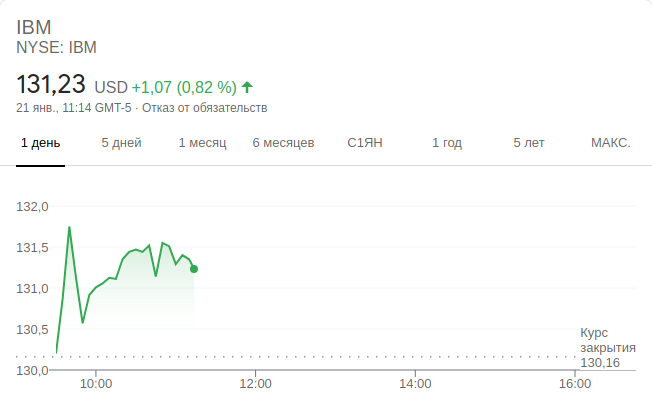 IBM
NYSE: IBM
131,23 USD +1,07 (0,82 %)
21 янв., 11:14 GMT-5 · Отказ от обязательств
1 день 5 дней 1 месяц 6 месяцев С1ЯН 1 год 5 лет МАКС.
132,0
131,5
131,0
130,5
Курс
закрытия
130,16
130,0
10:00 12:00 14:00 16:00